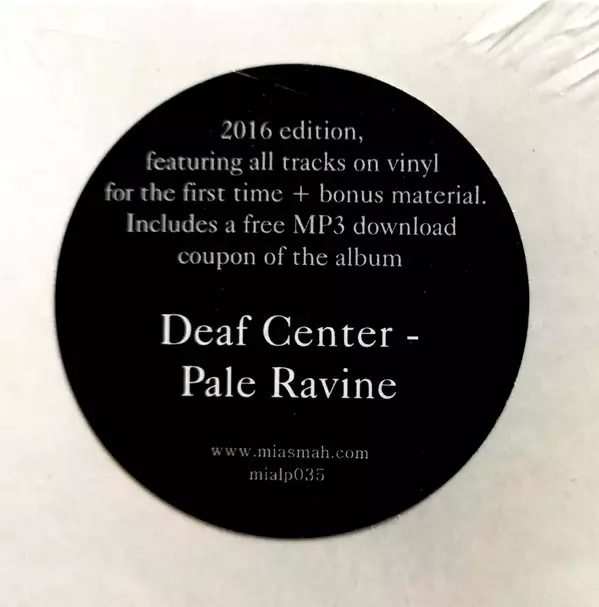 2016 edition,
featuring all tracks on vinyl
for the first time + bonus material.
Includes a free MP3 download
coupon of the album
Deaf Center -
Pale Ravine
www.miasmah.com
mialp035